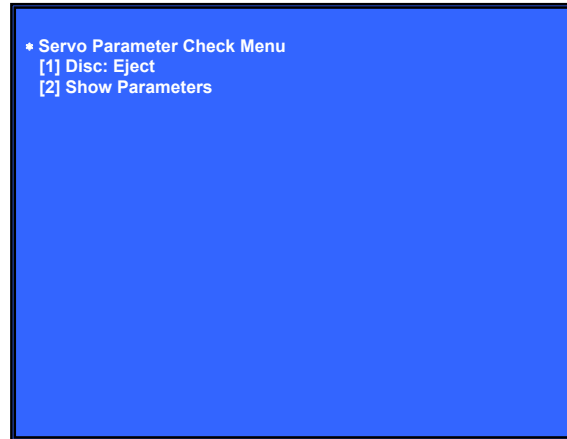 * Servo Parameter Check Menu
[1] Disc: Eject
[2] Show Parameters